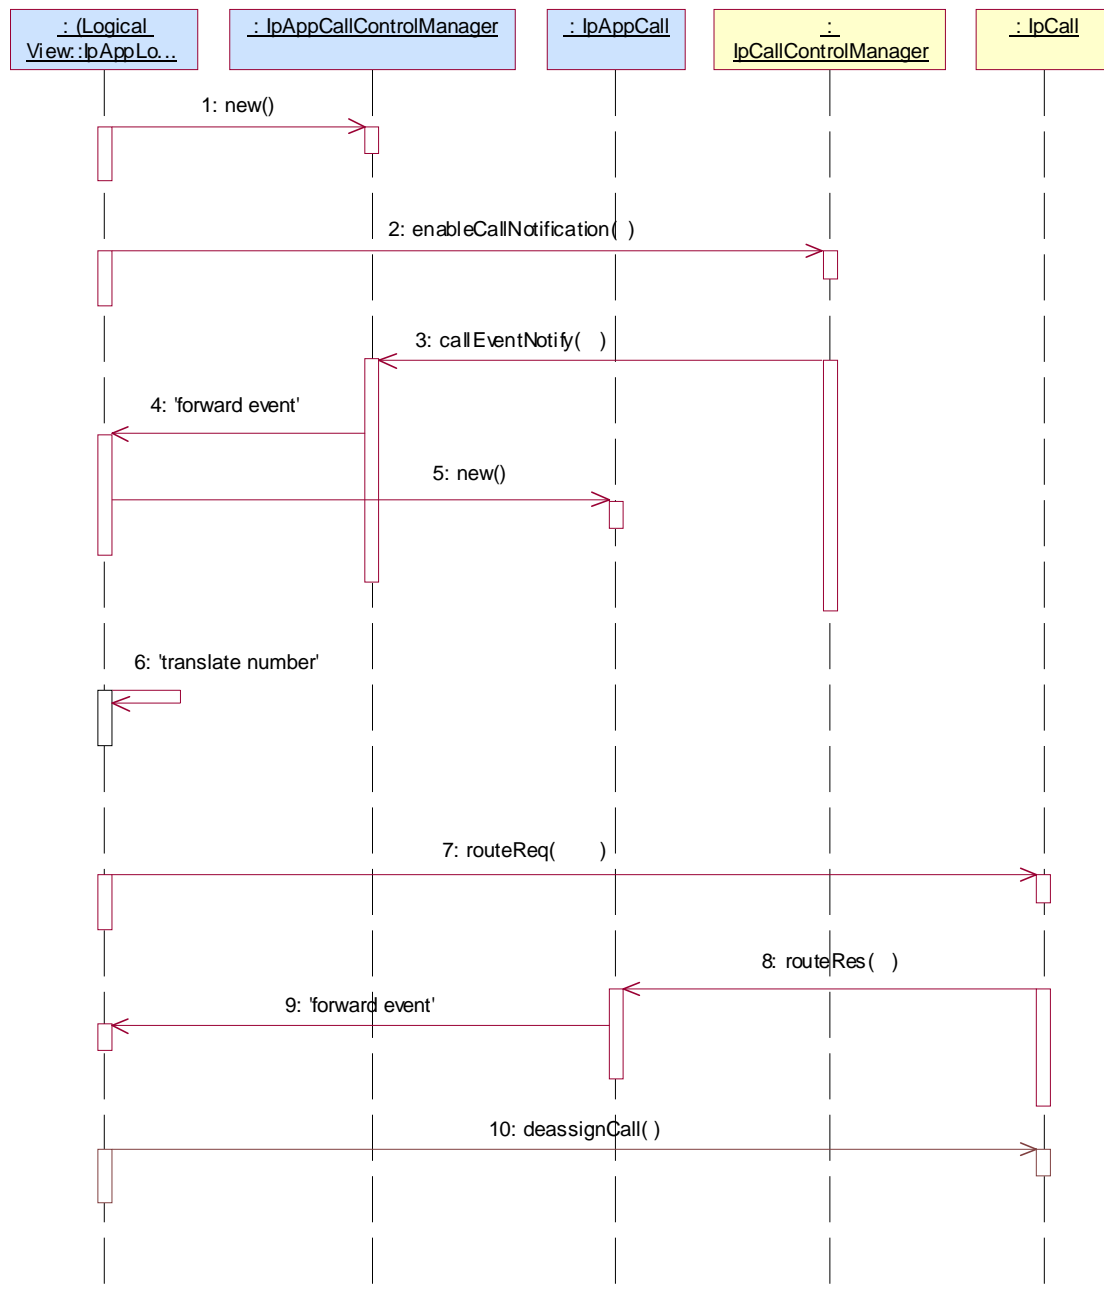 : (Logical
View::IpAppLo...
: IpAppCallControlManager
: IpAppCall
:
IpCallControlManager
: IpCall
1: new()
2: enableCallNotification( )
3: callEventNotify( )
4: 'forward event'
5: new()
6: 'translate number'
7: routeReq( )
8: routeRes( )
9: 'forward event'
10: deassignCall( )